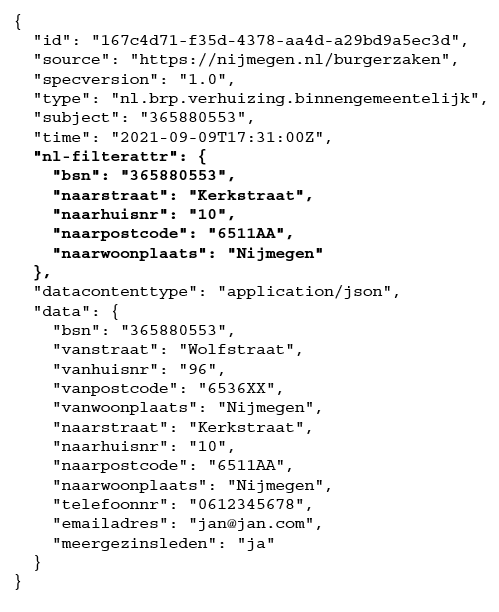 {
  "id": "167c4d71-f35d-4378-aa4d-a29bd9a5ec3d",
  "source": "https://nijmegen.nl/burgerzaken",
  "specversion": "1.0",
  "type": "nl.brp.verhuizing.binnengemeentelijk",
  "subject": "365880553",
  "time": "2021-09-09T17:31:00Z",
  "nl-filterattr": {
    "bsn": "365880553",
    "naarstraat": "Kerkstraat",
    "naarhuisnr": "10",
    "naarpostcode": "6511AA",
    "naarwoonplaats": "Nijmegen"
  },
  "datacontenttype": "application/json",
  "data": {
    "bsn": "365880553",
    "vanstraat": "Wolfstraat",
    "vanhuisnr": "96",
    "vanpostcode": "6536XX",
    "vanwoonplaats": "Nijmegen",
    "naarstraat": "Kerkstraat",
    "naarhuisnr": "10",
    "naarpostcode": "6511AA",
    "naarwoonplaats": "Nijmegen",
    "telefoonnr": "0612345678",
    "emailadres": "jan@jan.com",
    "meergezinsleden": "ja"
  }
}